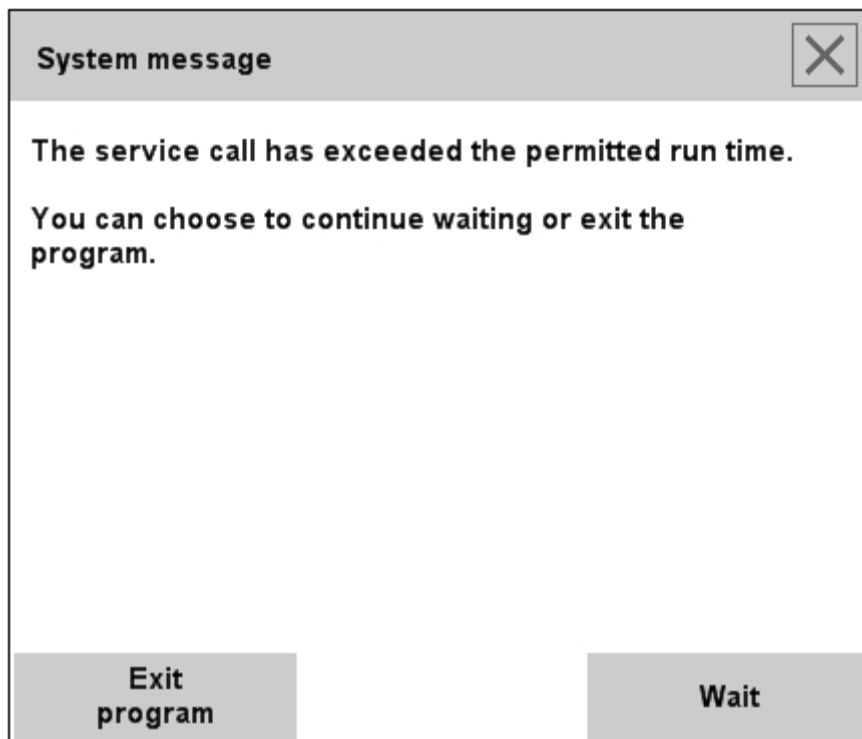 System message
The service call has exceeded the permitted run time.
You can choose to continue waiting or exit the
program.
Exit
program
Wait